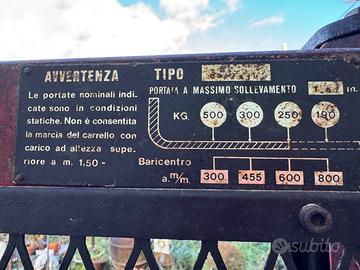 AVVERTENZA
Le portate nominali indi-
cate sono in condizioni
statiche. Non è consentita
la marcia del carrello con
carico ad altezza supe-
riore a m. 1,50 -
TIPO
PORTATA A MASSIMO SOLLEVAMENTO
m.
KG. 500 300 250 190
Baricentro
a m/m. 300 455 600 800
subito